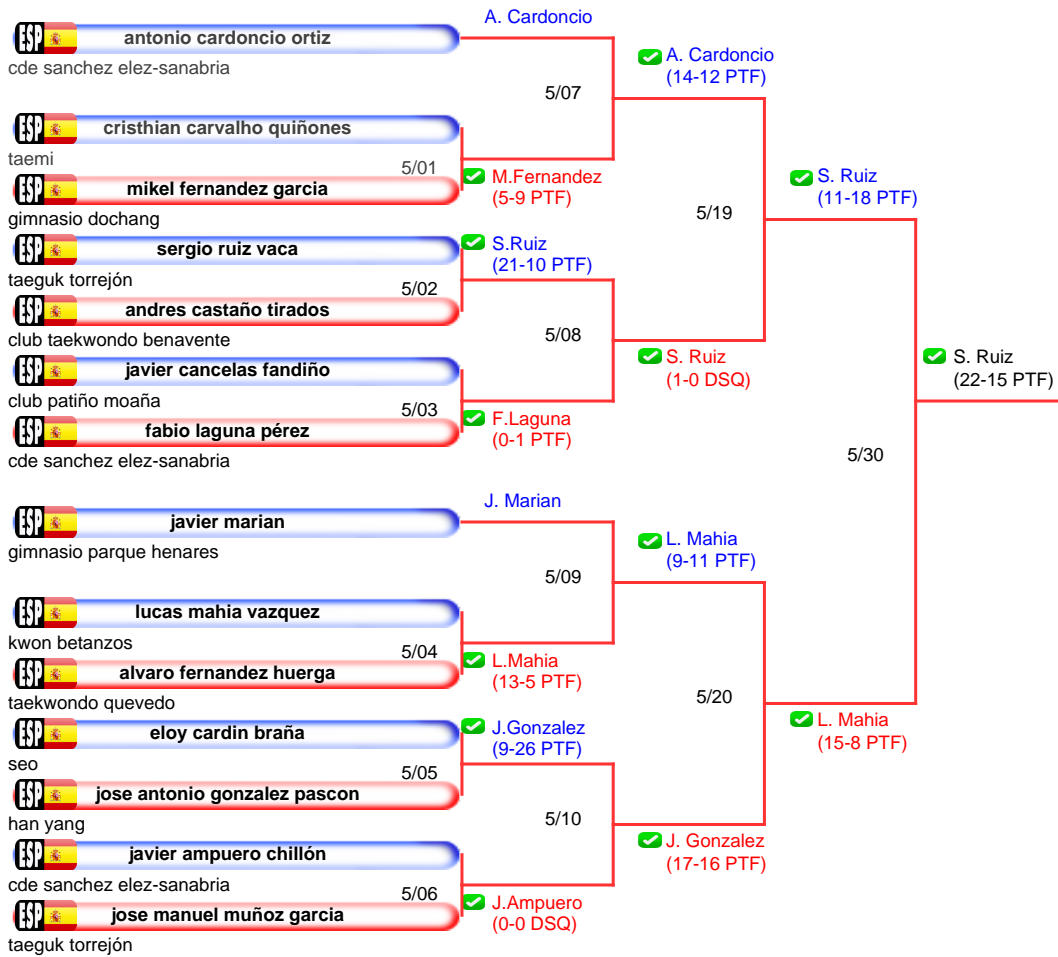 A. Cardoncio
ESP antonio cardoncio ortiz
cde sanchez elez-sanabria
A. Cardoncio
(14-12 PTF)
5/07
ESP cristhian carvalho quiñones
taemi
5/01
ESP mikel fernandez garcia
gimnasio dochang
M.Fernandez
(5-9 PTF)
S. Ruiz
(11-18 PTF)
5/19
ESP sergio ruiz vaca
taeguk torrejón
S.Ruiz
(21-10 PTF)
5/02
ESP andres castaño tirados
club taekwondo benavente
5/08
ESP javier cancelas fandiño
club patiño moaña
S. Ruiz
(1-0 DSQ)
S. Ruiz
(22-15 PTF)
5/03
ESP fabio laguna pérez
cde sanchez elez-sanabria
F.Laguna
(0-1 PTF)
5/30
J. Marian
ESP javier marian
gimnasio parque henares
L. Mahia
(9-11 PTF)
5/09
ESP lucas mahia vazquez
kwon betanzos
5/04
ESP alvaro fernandez huerga
taekwondo quevedo
L.Mahia
(13-5 PTF)
5/20
L. Mahia
(15-8 PTF)
ESP eloy cardin braña
seo
J.Gonzalez
(9-26 PTF)
5/05
ESP jose antonio gonzalez pascon
han yang
5/10
ESP javier ampuero chillón
cde sanchez elez-sanabria
J. Gonzalez
(17-16 PTF)
5/06
ESP jose manuel muñoz garcia
taeguk torrejón
J.Ampuero
(0-0 DSQ)